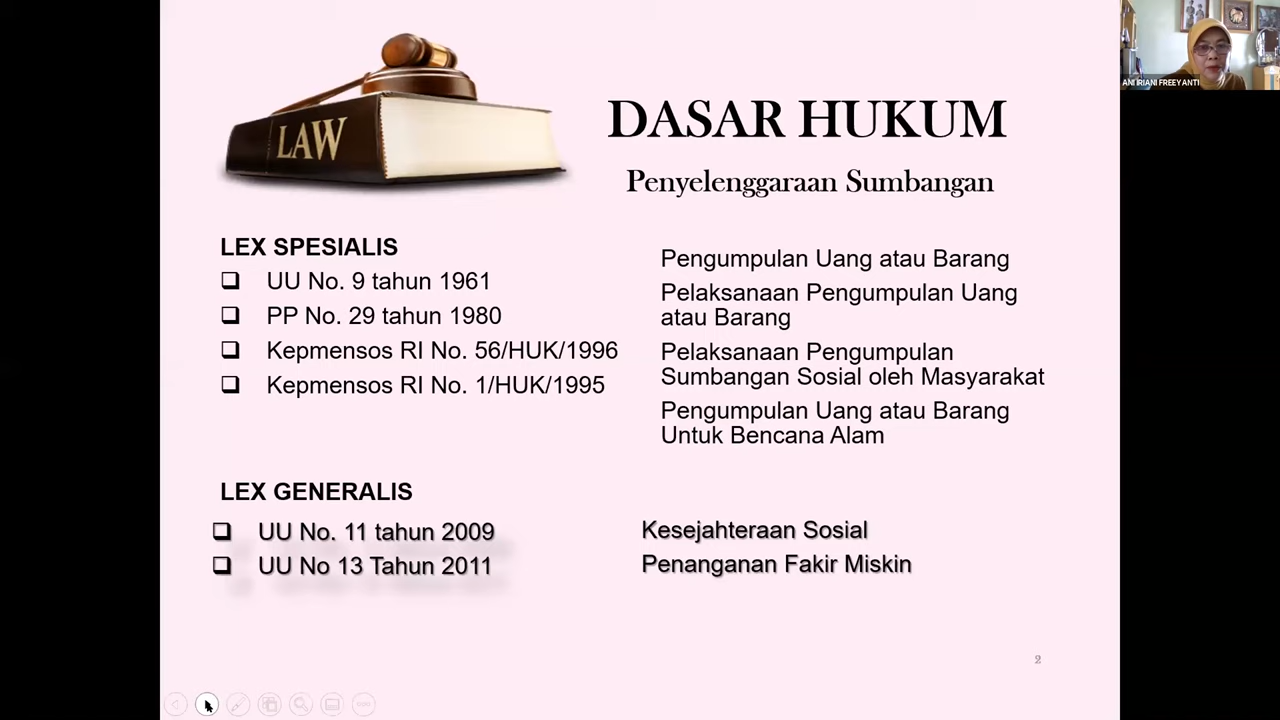 ANI IRIANI FREEYANTI
LAW
DASAR HUKUM
Penyelenggaraan Sumbangan
LEX SPESIALIS
UU No. 9 tahun 1961
PP No. 29 tahun 1980
Kepmensos RI No. 56/HUK/1996
Kepmensos RI No. 1/HUK/1995
Pengumpulan Uang atau Barang
Pelaksanaan Pengumpulan Uang
atau Barang
Pelaksanaan Pengumpulan
Sumbangan Sosial oleh Masyarakat
Pengumpulan Uang atau Barang
Untuk Bencana Alam
LEX GENERALIS
UU No. 11 tahun 2009
UU No 13 Tahun 2011
Kesejahteraan Sosial
Penanganan Fakir Miskin
2